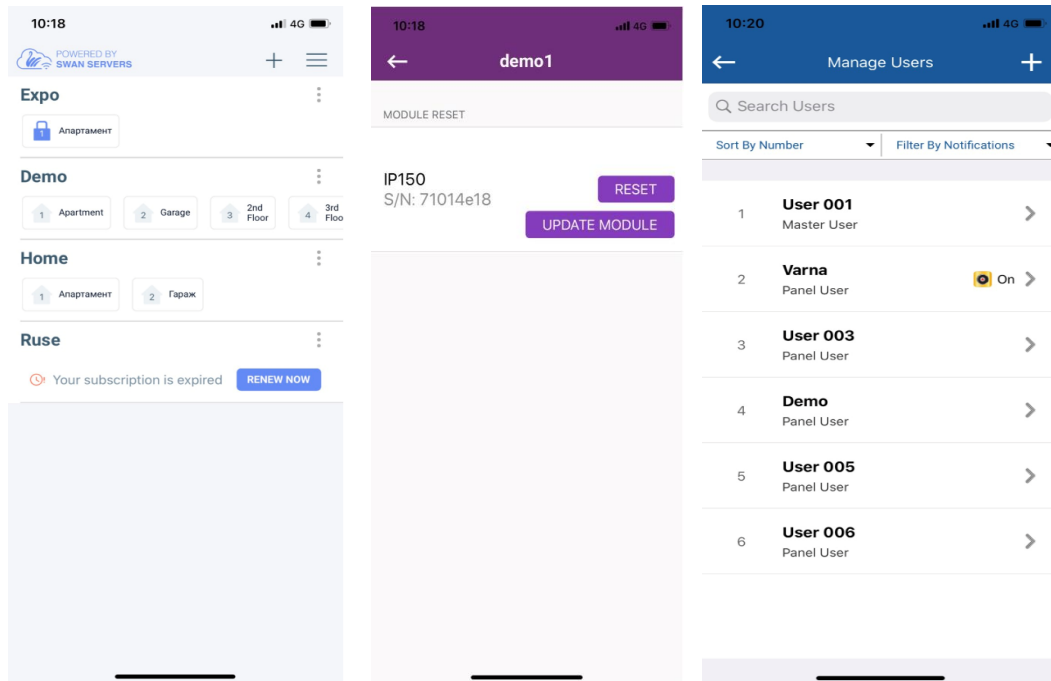 10:18
4G
POWERED BY
SWAN SERVERS
Expo
1
Апартамент
Demo
1 Apartment
2 Garage
3 2nd
Floor
4 3rd
Floo
Home
1 Апартамент
2 Гараж
Ruse
Your subscription is expired
RENEW NOW
10:18
4G
demo1
MODULE RESET
IP150
S/N: 71014e18
RESET
UPDATE MODULE
10:20
4G
Manage Users
Search Users
Sort By Number
Filter By Notifications
1
User 001
Master User
2
Varna
Panel User
On
3
User 003
Panel User
4
Demo
Panel User
5
User 005
Panel User
6
User 006
Panel User